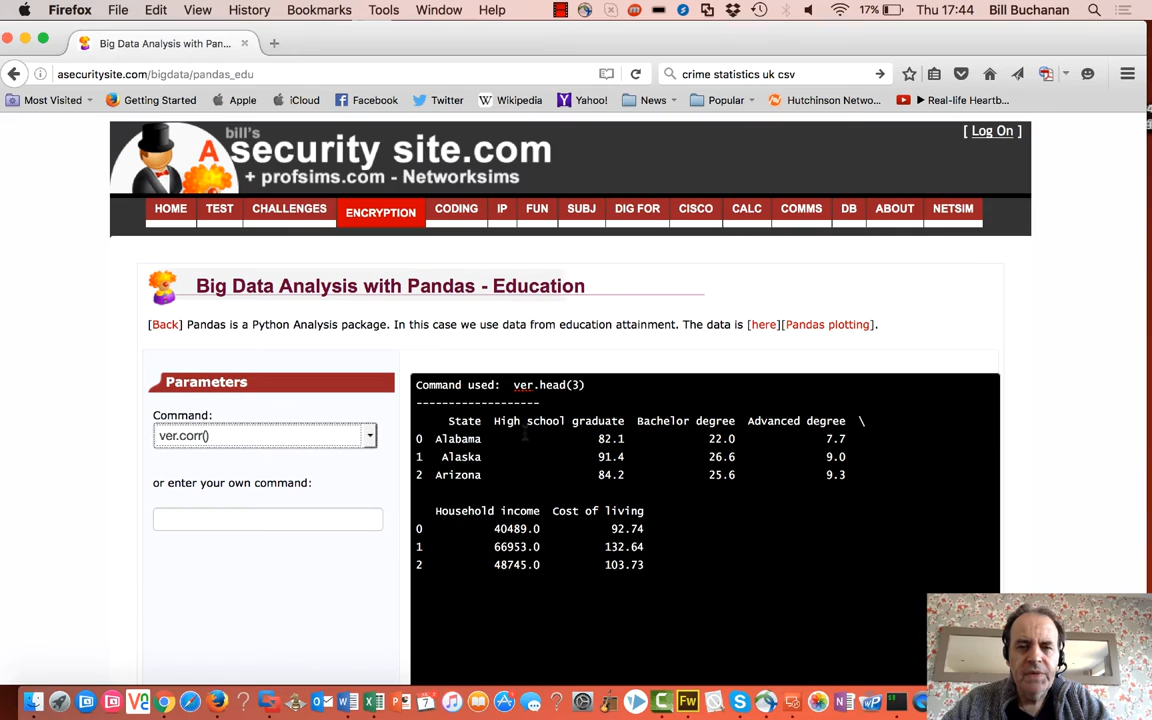 Firefox File Edit View History Bookmarks Tools Window Help 17% Thu 17:44 Bill Buchanan
Big Data Analysis with Pan...
asecuritysite.com/bigdata/pandas_edu crime statistics uk csv
Most Visited Getting Started Apple iCloud Facebook Twitter Wikipedia Yahoo! News Popular Hutchinson Netwo... ▶ Real-life Heartb...
[ Log On ]
bill's
A security site.com
+ profsims.com - Networksims
HOME TEST CHALLENGES ENCRYPTION CODING IP FUN SUBJ DIG FOR CISCO CALC COMMS DB ABOUT NETSIM
Big Data Analysis with Pandas - Education
[Back] Pandas is a Python Analysis package. In this case we use data from education attainment. The data is [here][Pandas plotting].
Parameters
Command:
ver.corr()
or enter your own command:
Command used: ver.head(3)
-------------------
State High school graduate Bachelor degree Advanced degree \
0 Alabama 82.1 22.0 7.7
1 Alaska 91.4 26.6 9.0
2 Arizona 84.2 25.6 9.3
Household income Cost of living
0 40489.0 92.74
1 66953.0 132.64
2 48745.0 103.73